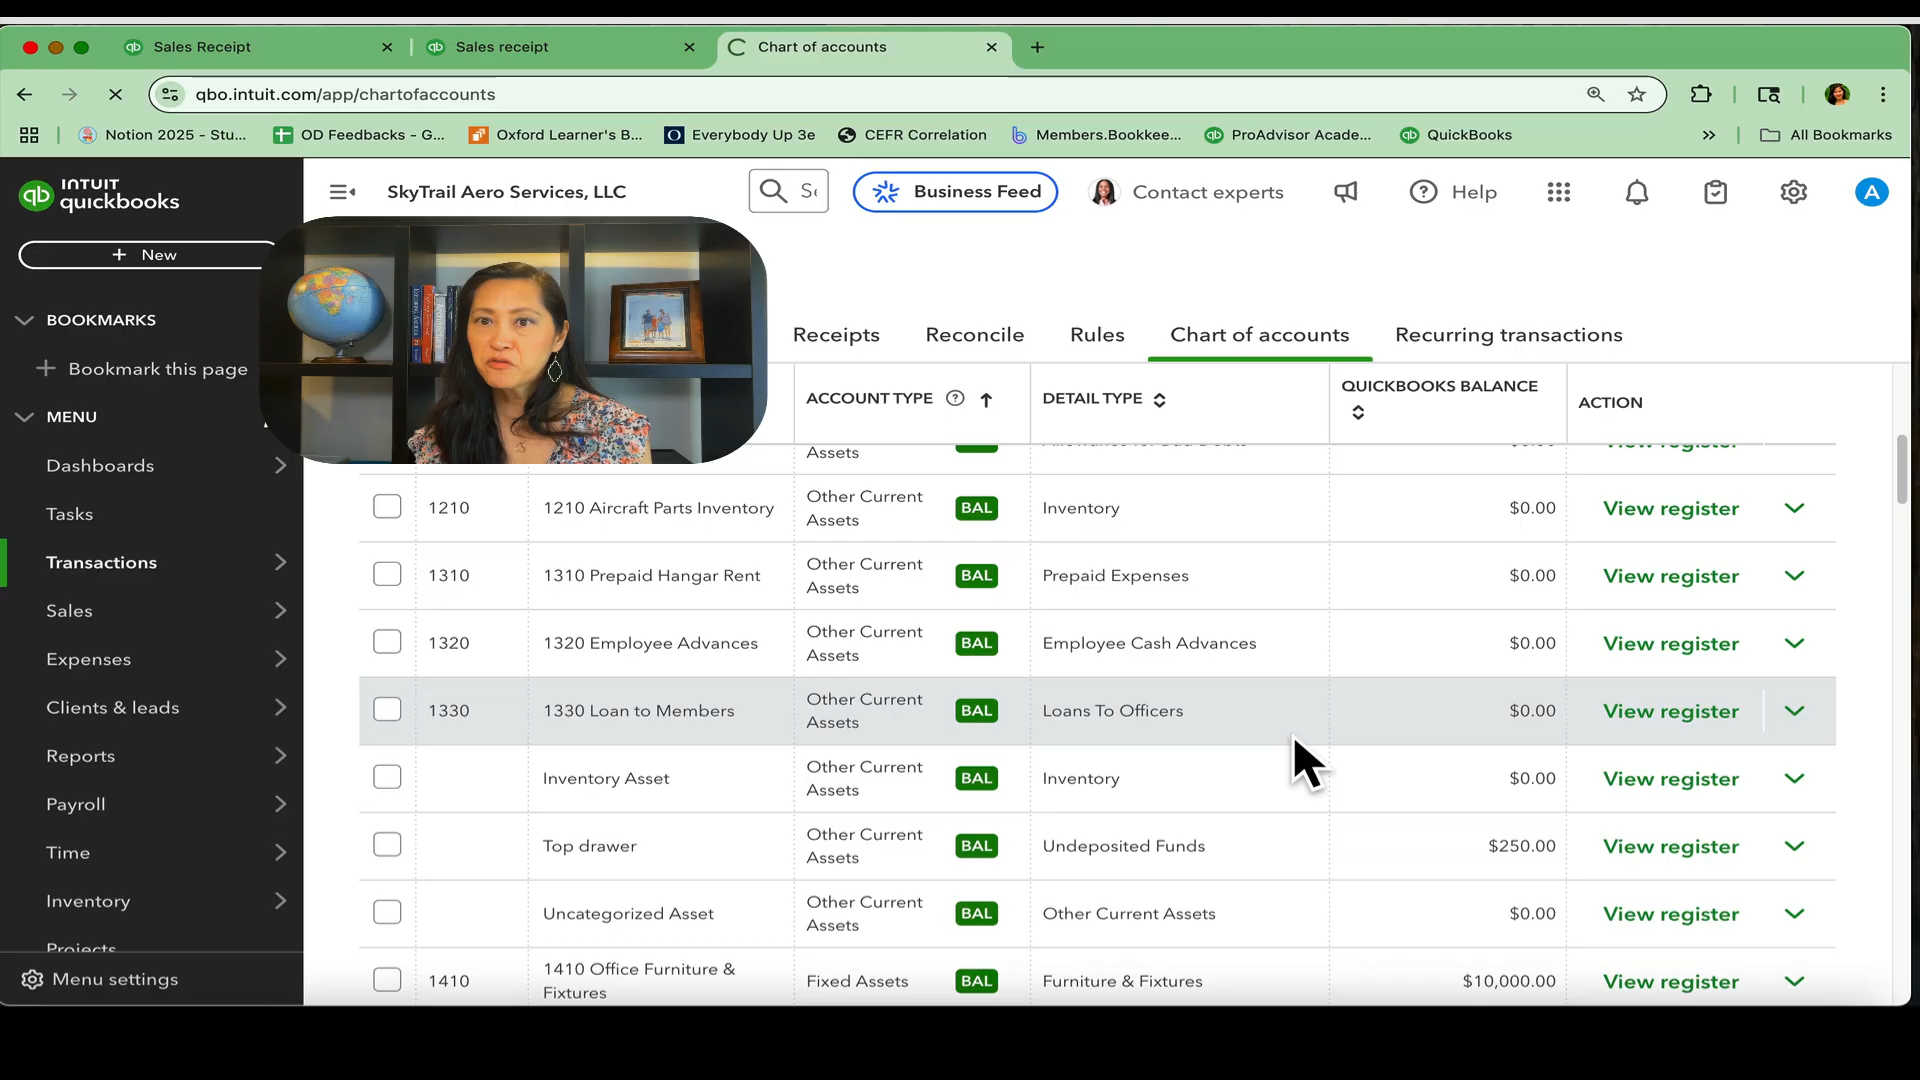 Sales Receipt
Sales receipt
Chart of accounts
qbo.intuit.com/app/chartofaccounts
Notion 2025 - Stu...
OD Feedbacks - G...
Oxford Learner's B...
Everybody Up 3e
CEFR Correlation
Members.Bookkee...
ProAdvisor Acade...
QuickBooks
All Bookmarks
INTUIT
quickbooks
SkyTrail Aero Services, LLC
Business Feed
Contact experts
Help
A
New
BOOKMARKS
Bookmark this page
MENU
Dashboards
Tasks
Transactions
Sales
Expenses
Clients & leads
Reports
Payroll
Time
Inventory
Projects
Menu settings
Receipts
Reconcile
Rules
Chart of accounts
Recurring transactions
ACCOUNT TYPE
DETAIL TYPE
QUICKBOOKS BALANCE
ACTION
Assets
1210 1210 Aircraft Parts Inventory Other Current Assets BAL Inventory $0.00 View register
1310 1310 Prepaid Hangar Rent Other Current Assets BAL Prepaid Expenses $0.00 View register
1320 1320 Employee Advances Other Current Assets BAL Employee Cash Advances $0.00 View register
1330 1330 Loan to Members Other Current Assets BAL Loans To Officers $0.00 View register
Inventory Asset Other Current Assets BAL Inventory $0.00 View register
Top drawer Other Current Assets BAL Undeposited Funds $250.00 View register
Uncategorized Asset Other Current Assets BAL Other Current Assets $0.00 View register
1410 1410 Office Furniture & Fixtures Fixed Assets BAL Furniture & Fixtures $10,000.00 View register